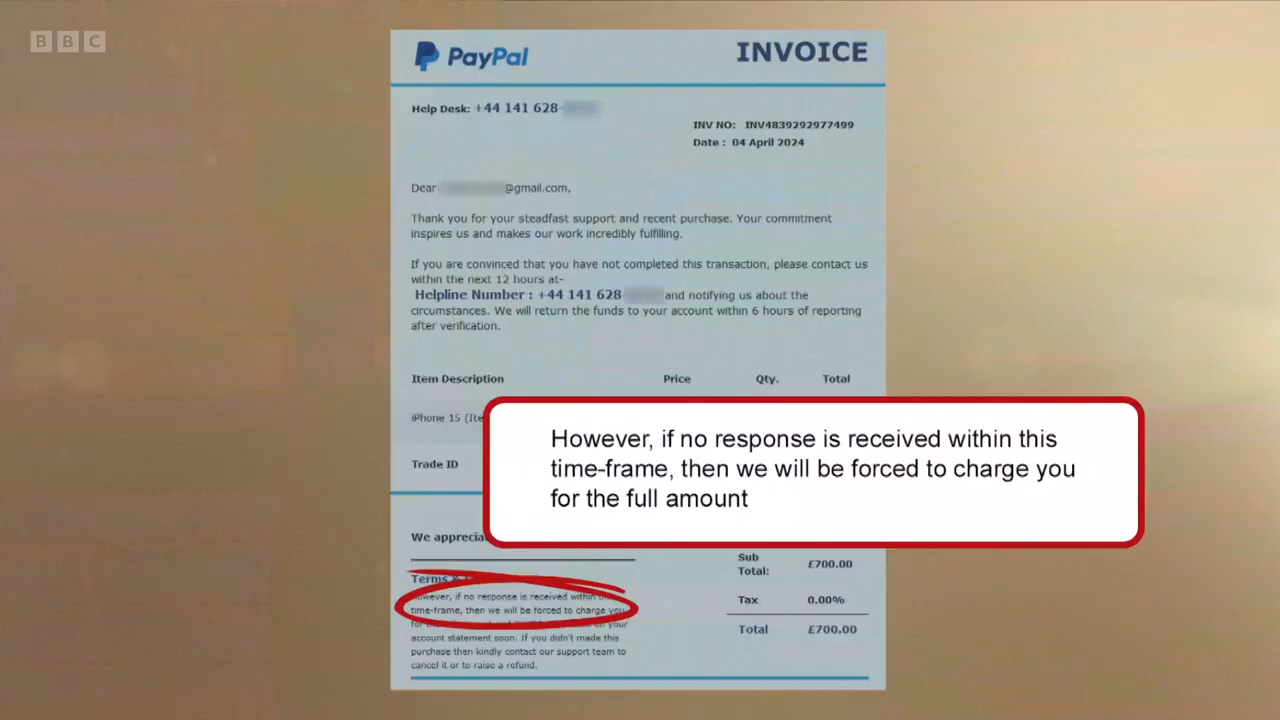 BBC
PayPal
INVOICE
Help Desk: +44 141 628-
INV NO: INV4839292977499
Date : 04 April 2024
Dear @gmail.com,
Thank you for your steadfast support and recent purchase. Your commitment
inspires us and makes our work incredibly fulfilling.
If you are convinced that you have not completed this transaction, please contact us
within the next 12 hours at-
Helpline Number : +44 141 628 and notifying us about the
circumstances. We will return the funds to your account within 6 hours of reporting
after verification.
Item Description Price Qty. Total
iPhone 15
However, if no response is received within this
time-frame, then we will be forced to charge you
for the full amount
Trade ID
We
Sub
Total: £700.00
Tax 0.00%
Total £700.00
Terms &
However, if no response is received within
time-frame, then we will be forced to charge you
account statement soon. If you didn't made this
purchase then kindly contact our support team to
cancel it or to raise a refund.